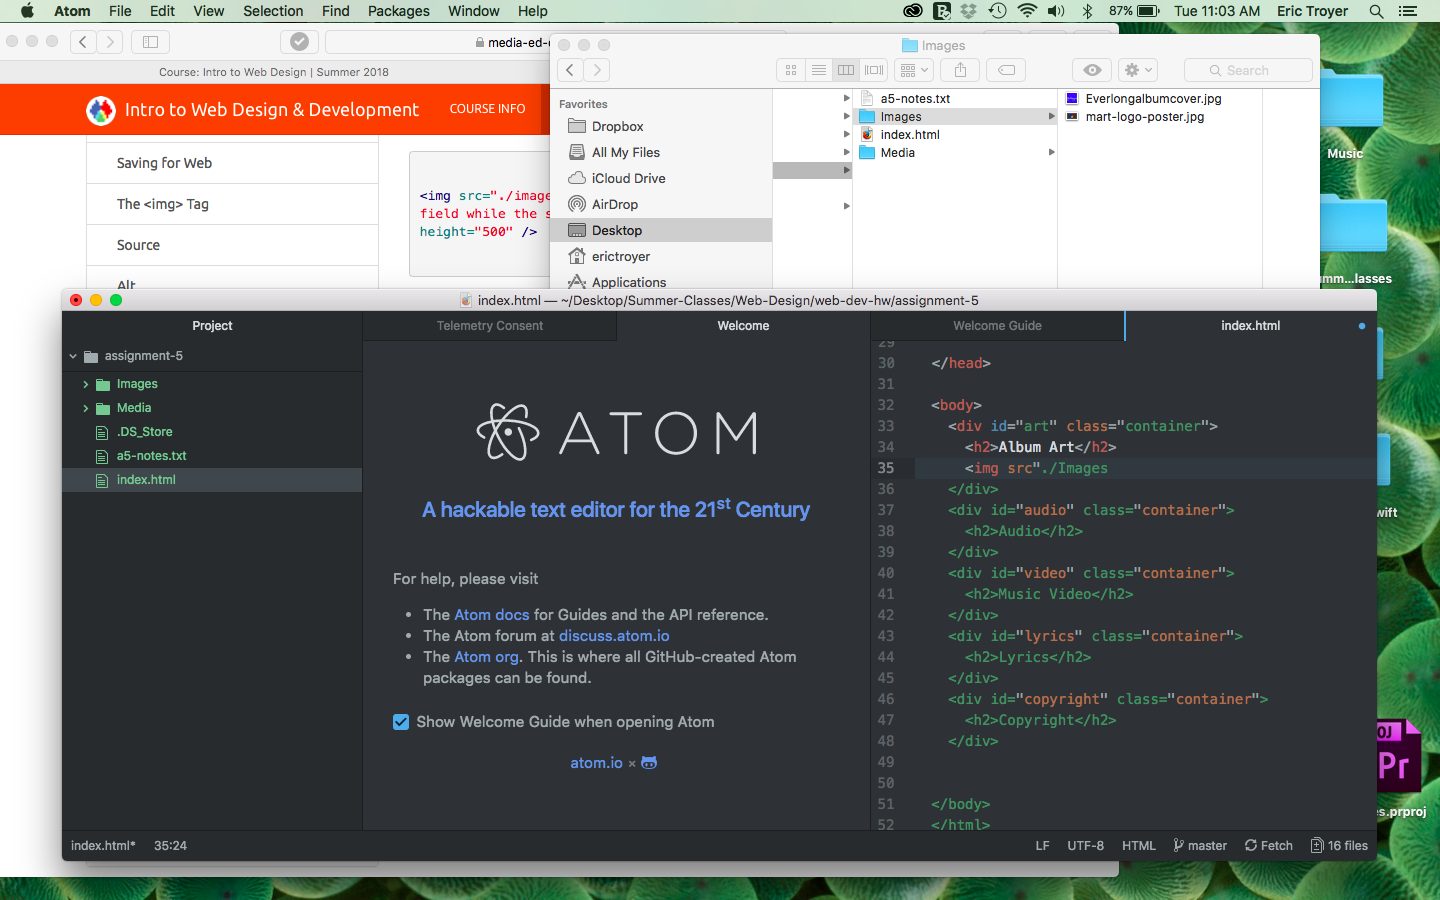 Atom File Edit View Selection Find Packages Window Help 87% Tue 11:03 AM Eric Troyer
media-ed-
Course: Intro to Web Design | Summer 2018
Intro to Web Design & Development COURSE INFO
Saving for Web
The <img> Tag
Source
Alt
<img src="./image
field while the s
height="500" />
Images
Search
Favorites
Dropbox
All My Files
iCloud Drive
AirDrop
Desktop
erictroyer
Applications
a5-notes.txt
Images
index.html
Media
Everlongalbumcover.jpg
mart-logo-poster.jpg
Music
mm...lasses
wift
OJ
Pr
s.prproj
index.html — ~/Desktop/Summer-Classes/Web-Design/web-dev-hw/assignment-5
Project Telemetry Consent Welcome Welcome Guide index.html
assignment-5
Images
Media
.DS_Store
a5-notes.txt
index.html
ATOM
A hackable text editor for the 21st Century
For help, please visit
• The Atom docs for Guides and the API reference.
• The Atom forum at discuss.atom.io
• The Atom org. This is where all GitHub-created Atom
packages can be found.
Show Welcome Guide when opening Atom
atom.io ×
29
30 </head>
31
32 <body>
33 <div id="art" class="container">
34 <h2>Album Art</h2>
35 <img src"./Images
36 </div>
37 <div id="audio" class="container">
38 <h2>Audio</h2>
39 </div>
40 <div id="video" class="container">
41 <h2>Music Video</h2>
42 </div>
43 <div id="lyrics" class="container">
44 <h2>Lyrics</h2>
45 </div>
46 <div id="copyright" class="container">
47 <h2>Copyright</h2>
48 </div>
49
50
51 </body>
52 </html>
index.html* 35:24 LF UTF-8 HTML master Fetch 16 files